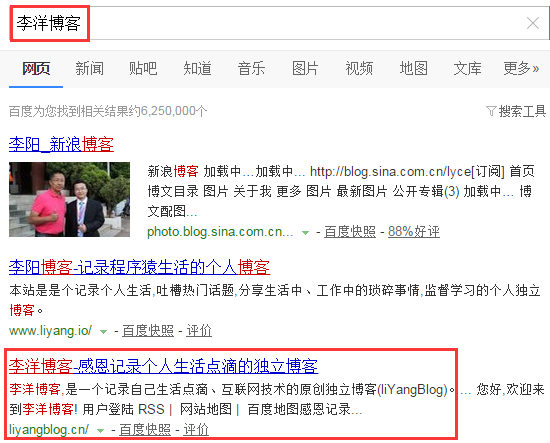 李洋博客
网页 新闻 贴吧 知道 音乐 图片 视频 地图 文库 更多»
百度为您找到相关结果约6,250,000个 搜索工具
李阳_新浪博客
新浪博客 加载中...加载中... http://blog.sina.com.cn/lyce[订阅] 首页
博文目录 图片 关于我 更多 图片 最新图片 公开专辑(3) 加载中... 博
文配图...
photo.blog.sina.com.cn... - 百度快照 - 88%好评
李阳博客-记录程序猿生活的个人博客
本站是是个记录个人生活,吐槽热门话题,分享生活中、工作中的琐碎事情,监督学习的个人独立
博客。
www.liyang.io/ - 百度快照 - 评价
李洋博客-感恩记录个人生活点滴的独立博客
李洋博客,是一个记录自己生活点滴、互联网技术的原创独立博客(liYangBlog)。... 您好,欢迎来
到李洋博客! 用户登陆 RSS | 网站地图 | 百度地图感恩记录...
liyangblog.cn/ - 百度快照 - 评价